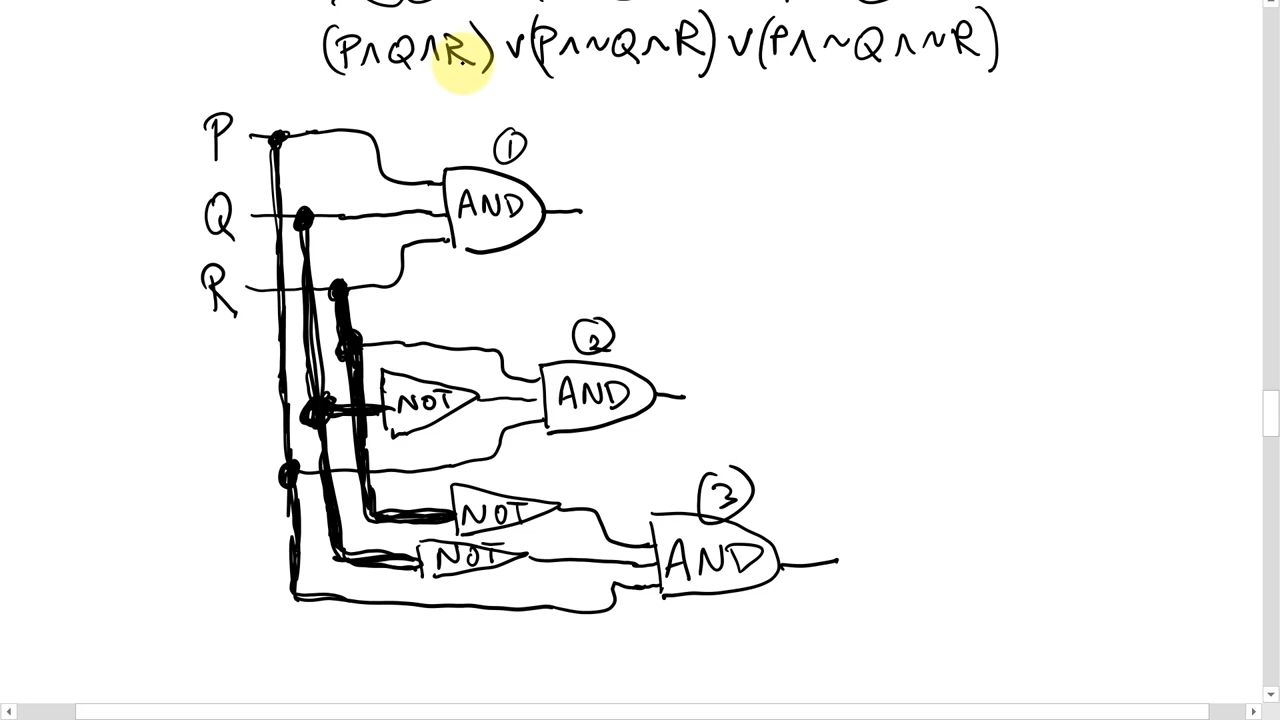 (P∧Q∧R) ∨ (P∧~Q∧R) ∨ (P∧~Q∧~R)
P
①
AND
Q
R
②
NOT
AND
③
NOT
NOT
AND